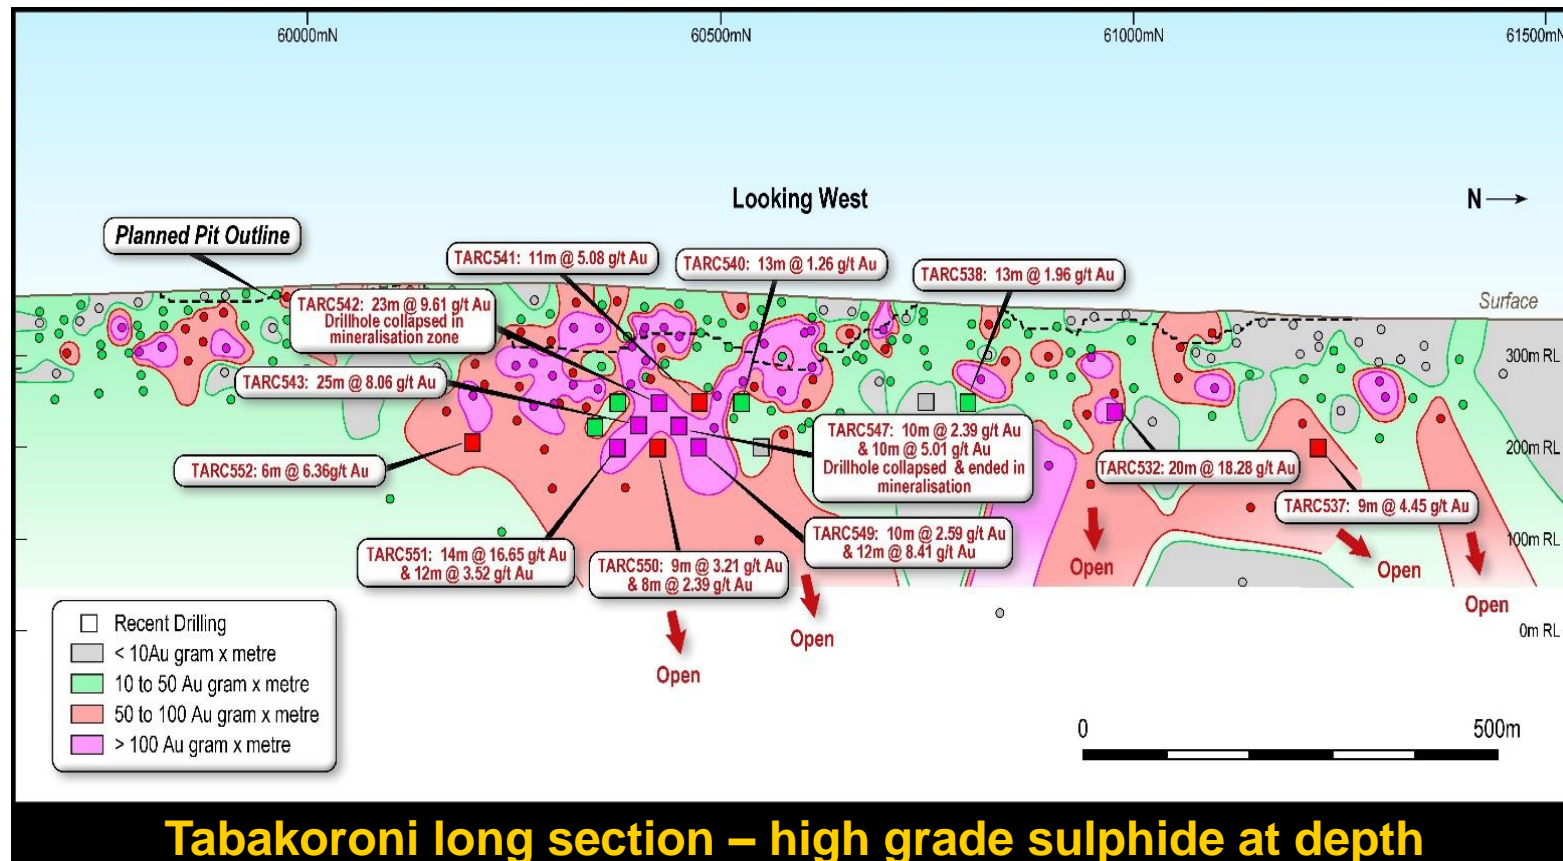 60000mN
60500mN
61000mN
61500mN
Looking West
N
Planned Pit Outline
TARC541: 11m @ 5.08 g/t Au
TARC540: 13m @ 1.26 g/t Au
TARC538: 13m @ 1.96 g/t Au
Surface
TARC542: 23m @ 9.61 g/t Au
Drillhole collapsed in
mineralisation zone
300m RL
TARC543: 25m @ 8.06 g/t Au
TARC547: 10m @ 2.39 g/t Au
& 10m @ 5.01 g/t Au
Drillhole collapsed & ended in
mineralisation
200m RL
TARC552: 6m @ 6.36g/t Au
TARC532: 20m @ 18.28 g/t Au
TARC537: 9m @ 4.45 g/t Au
TARC551: 14m @ 16.65 g/t Au
& 12m @ 3.52 g/t Au
TARC550: 9m @ 3.21 g/t Au
& 8m @ 2.39 g/t Au
TARC549: 10m @ 2.59 g/t Au
& 12m @ 8.41 g/t Au
100m RL
Open
Open
Open
Open
Open
0m RL
Recent Drilling
< 10Au gram x metre
10 to 50 Au gram x metre
50 to 100 Au gram x metre
> 100 Au gram x metre
0
500m
Tabakoroni long section – high grade sulphide at depth